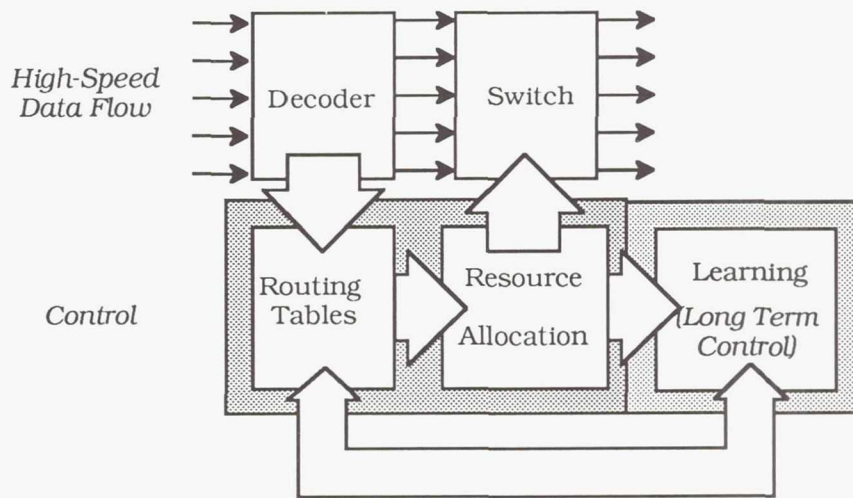 High-Speed
Data Flow
Decoder
Switch
Control
Routing
Tables
Resource
Allocation
Learning
(Long Term
Control)